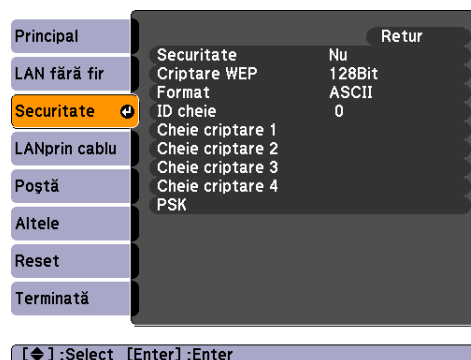 Principal
LAN fără fir
Securitate
LANprin cablu
Poştă
Altele
Reset
Terminată
Retur
Securitate Nu
Criptare WEP 128Bit
Format ASCII
ID cheie 0
Cheie criptare 1
Cheie criptare 2
Cheie criptare 3
Cheie criptare 4
PSK
[◆] :Select [Enter] :Enter